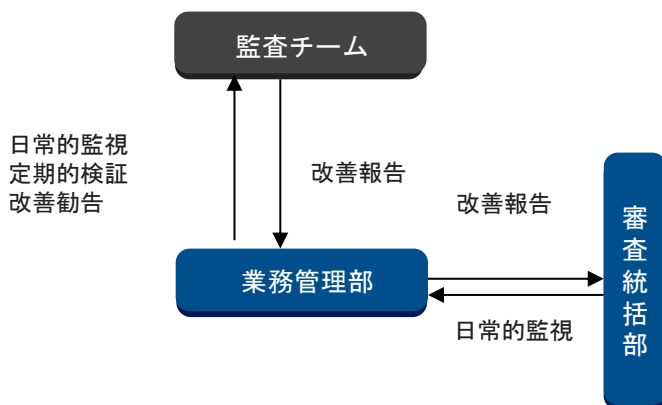 監査チーム
日常的監視
定期的検証
改善勧告
改善報告
改善報告
業務管理部
日常的監視
審査統括部